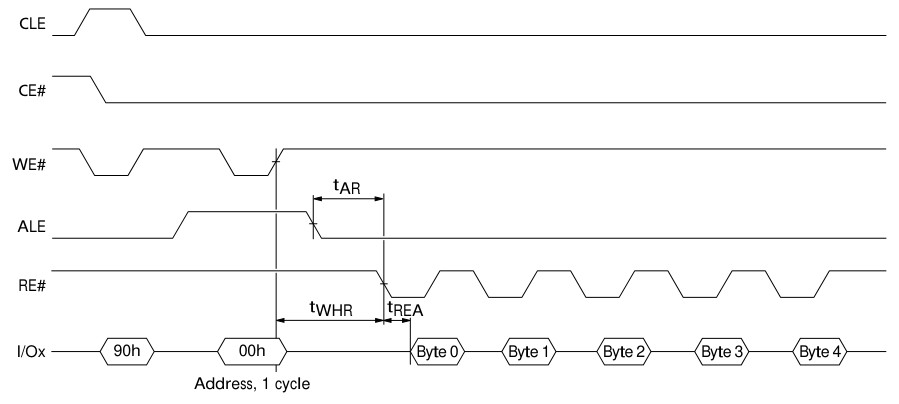 CLE
CE#
WE#
tAR
ALE
RE#
tWHR tREA
I/Ox 90h 00h Byte 0 Byte 1 Byte 2 Byte 3 Byte 4
Address, 1 cycle